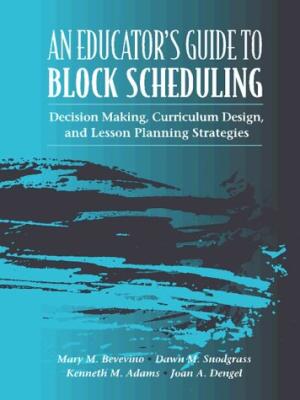 AN EDUCATOR'S GUIDE TO
BLOCK SCHEDULING
Decision Making, Curriculum Design,
and Lesson Planning Strategies
Mary M. Bevevino • Dawn M. Snodgrass
Kenneth M. Adams • Joan A. Dengel